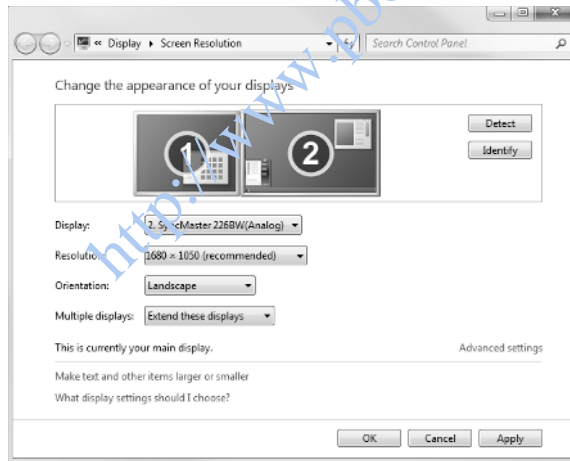 « Display ▸ Screen Resolution Search Control Panel
Change the appearance of your displays
1 2
Detect
Identify
Display: 2. SyncMaster 226BW(Analog)
Resolution: 1680 × 1050 (recommended)
Orientation: Landscape
Multiple displays: Extend these displays
This is currently your main display. Advanced settings
Make text and other items larger or smaller
What display settings should I choose?
OK Cancel Apply